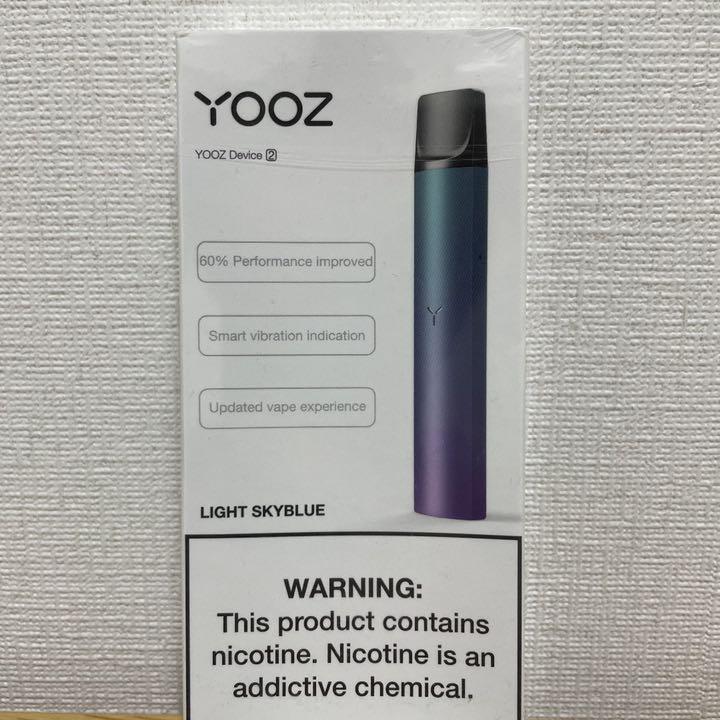 YOOZ
YOOZ Device 2
60% Performance improved
Smart vibration indication
Updated vape experience
Y
LIGHT SKYBLUE
WARNING:
This product contains
nicotine. Nicotine is an
addictive chemical.